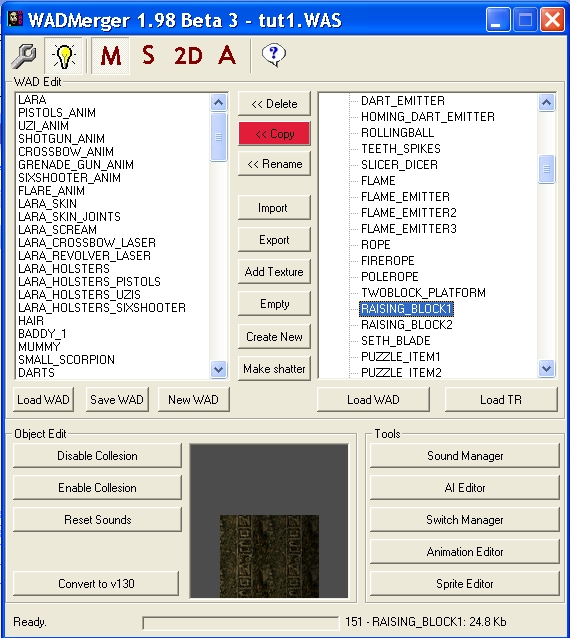 WADMerger 1.98 Beta 3 - tut1.WAS
M S 2D A ?
WAD Edit
LARA
PISTOLS_ANIM
UZI_ANIM
SHOTGUN_ANIM
CROSSBOW_ANIM
GRENADE_GUN_ANIM
SIXSHOOTER_ANIM
FLARE_ANIM
LARA_SKIN
LARA_SKIN_JOINTS
LARA_SCREAM
LARA_CROSSBOW_LASER
LARA_REVOLVER_LASER
LARA_HOLSTERS
LARA_HOLSTERS_PISTOLS
LARA_HOLSTERS_UZIS
LARA_HOLSTERS_SIXSHOOTER
HAIR
BADDY_1
MUMMY
SMALL_SCORPION
DARTS
<< Delete
<< Copy
<< Rename
Import
Export
Add Texture
Empty
Create New
Make shatter
DART_EMITTER
HOMING_DART_EMITTER
ROLLINGBALL
TEETH_SPIKES
SLICER_DICER
FLAME
FLAME_EMITTER
FLAME_EMITTER2
FLAME_EMITTER3
ROPE
FIREROPE
POLEROPE
TWOBLOCK_PLATFORM
RAISING_BLOCK1
RAISING_BLOCK2
SETH_BLADE
PUZZLE_ITEM1
PUZZLE_ITEM2
Load WAD
Save WAD
New WAD
Load WAD
Load TR
Object Edit
Disable Collesion
Enable Collesion
Reset Sounds
Convert to v130
Tools
Sound Manager
AI Editor
Switch Manager
Animation Editor
Sprite Editor
Ready.
151 - RAISING_BLOCK1: 24.8 Kb